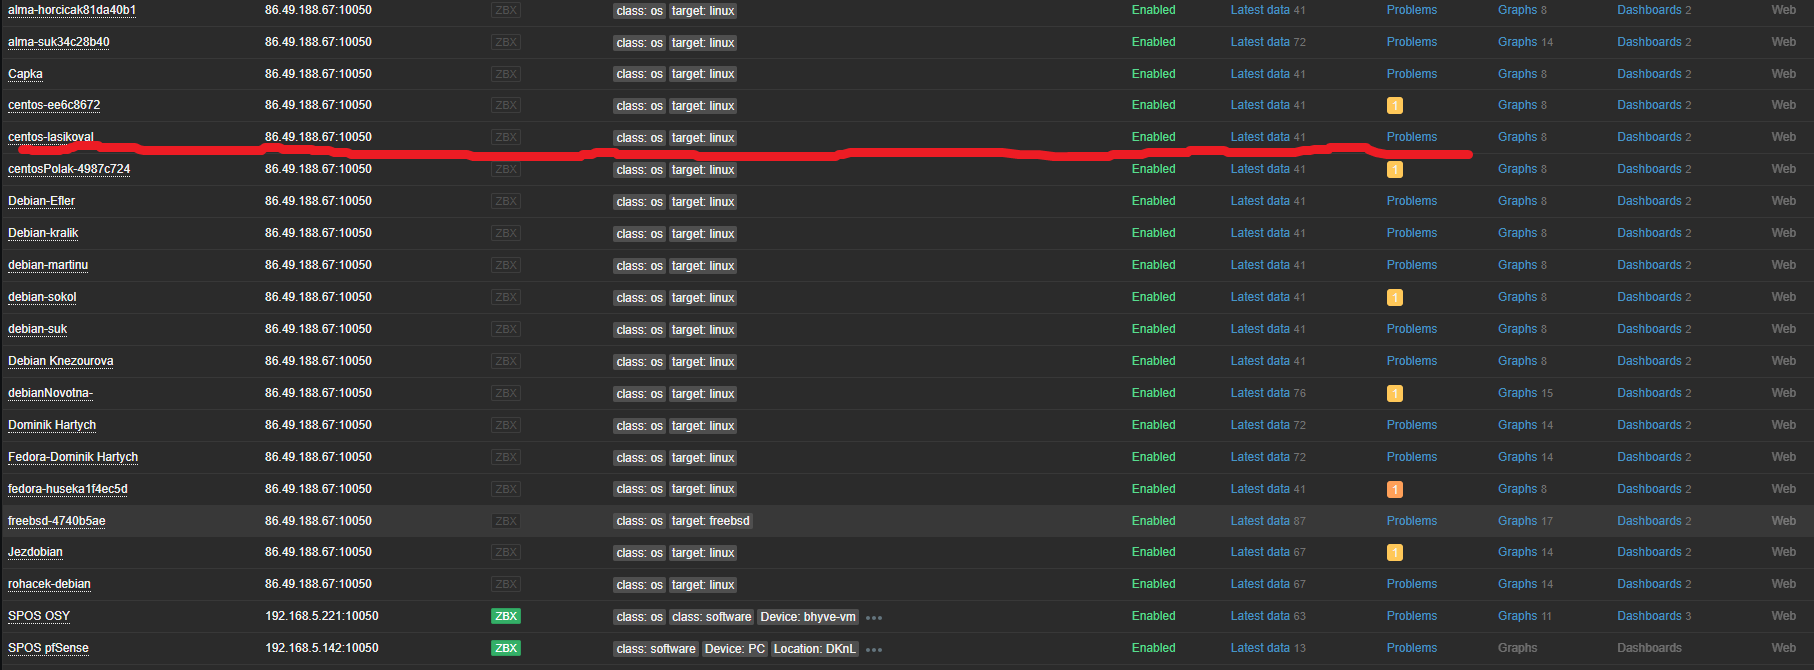 alma-horcicak81da40b1 86.49.188.67:10050 ZBX class: os target: linux Enabled Latest data 41 Problems Graphs 8 Dashboards 2 Web
alma-suk34c28b40 86.49.188.67:10050 ZBX class: os target: linux Enabled Latest data 72 Problems Graphs 14 Dashboards 2 Web
Capka 86.49.188.67:10050 ZBX class: os target: linux Enabled Latest data 41 Problems Graphs 8 Dashboards 2 Web
centos-ee6c8672 86.49.188.67:10050 ZBX class: os target: linux Enabled Latest data 41 1 Graphs 8 Dashboards 2 Web
centos-lasikoval 86.49.188.67:10050 ZBX class: os target: linux Enabled Latest data 41 Problems Graphs 8 Dashboards 2 Web
centosPolak-4987c724 86.49.188.67:10050 ZBX class: os target: linux Enabled Latest data 41 1 Graphs 8 Dashboards 2 Web
Debian-Efler 86.49.188.67:10050 ZBX class: os target: linux Enabled Latest data 41 Problems Graphs 8 Dashboards 2 Web
Debian-kralik 86.49.188.67:10050 ZBX class: os target: linux Enabled Latest data 41 Problems Graphs 8 Dashboards 2 Web
debian-martinu 86.49.188.67:10050 ZBX class: os target: linux Enabled Latest data 41 Problems Graphs 8 Dashboards 2 Web
debian-sokol 86.49.188.67:10050 ZBX class: os target: linux Enabled Latest data 41 1 Graphs 8 Dashboards 2 Web
debian-suk 86.49.188.67:10050 ZBX class: os target: linux Enabled Latest data 41 Problems Graphs 8 Dashboards 2 Web
Debian Knezourova 86.49.188.67:10050 ZBX class: os target: linux Enabled Latest data 41 Problems Graphs 8 Dashboards 2 Web
debianNovotna- 86.49.188.67:10050 ZBX class: os target: linux Enabled Latest data 76 1 Graphs 15 Dashboards 2 Web
Dominik Hartych 86.49.188.67:10050 ZBX class: os target: linux Enabled Latest data 72 Problems Graphs 14 Dashboards 2 Web
Fedora-Dominik Hartych 86.49.188.67:10050 ZBX class: os target: linux Enabled Latest data 72 Problems Graphs 14 Dashboards 2 Web
fedora-huseka1f4ec5d 86.49.188.67:10050 ZBX class: os target: linux Enabled Latest data 41 1 Graphs 8 Dashboards 2 Web
freebsd-4740b5ae 86.49.188.67:10050 ZBX class: os target: freebsd Enabled Latest data 87 Problems Graphs 17 Dashboards 2 Web
Jezdobian 86.49.188.67:10050 ZBX class: os target: linux Enabled Latest data 67 1 Graphs 14 Dashboards 2 Web
rohacek-debian 86.49.188.67:10050 ZBX class: os target: linux Enabled Latest data 67 Problems Graphs 14 Dashboards 2 Web
SPOS OSY 192.168.5.221:10050 ZBX class: os class: software Device: bhyve-vm ••• Enabled Latest data 63 Problems Graphs 11 Dashboards 3 Web
SPOS pfSense 192.168.5.142:10050 ZBX class: software Device: PC Location: DKnL ••• Enabled Latest data 13 Problems Graphs Dashboards Web